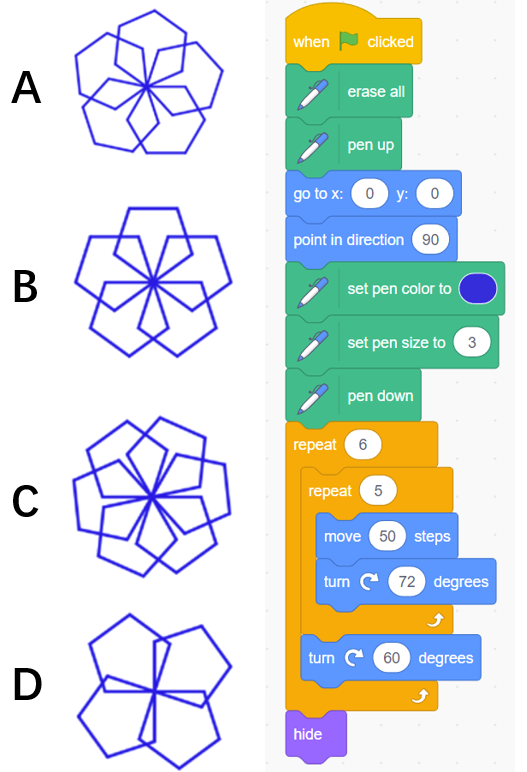 A
B
C
D
when clicked
erase all
pen up
go to x: 0 y: 0
point in direction 90
set pen color to
set pen size to 3
pen down
repeat 6
repeat 5
move 50 steps
turn 72 degrees
turn 60 degrees
hide